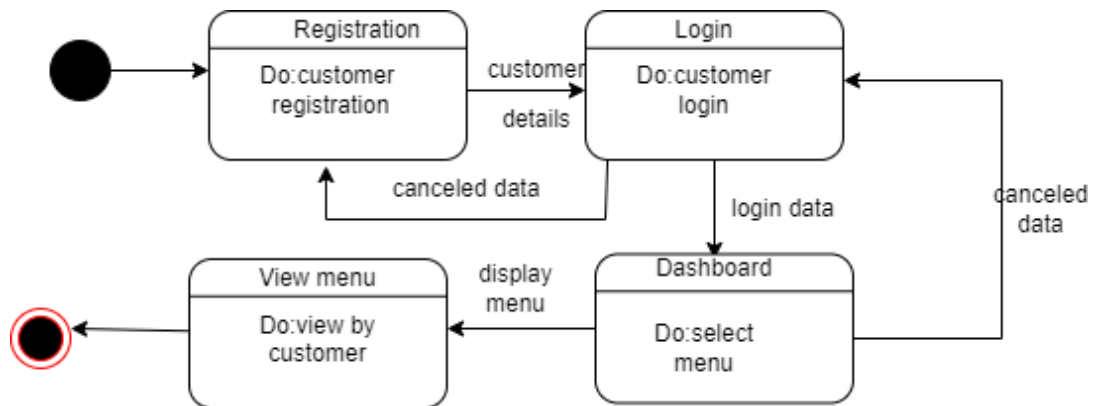 Registration
Do:customer
registration
customer
details
Login
Do:customer
login
canceled data
login data
canceled
data
View menu
Do:view by
customer
display
menu
Dashboard
Do:select
menu